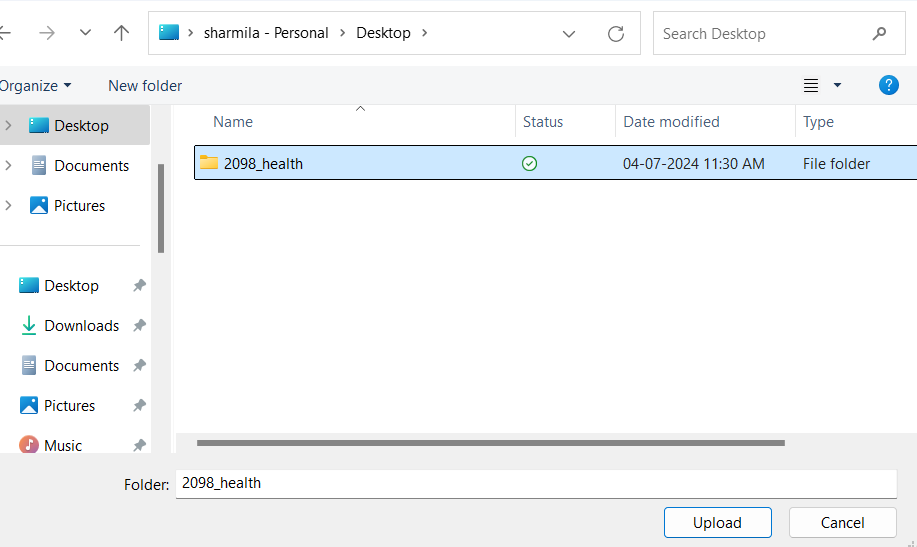 sharmila - Personal > Desktop >
Search Desktop
Organize
New folder
?
Desktop
Documents
Pictures
Desktop
Downloads
Documents
Pictures
Music
Name Status Date modified Type
2098_health 04-07-2024 11:30 AM File folder
Folder: 2098_health
Upload Cancel